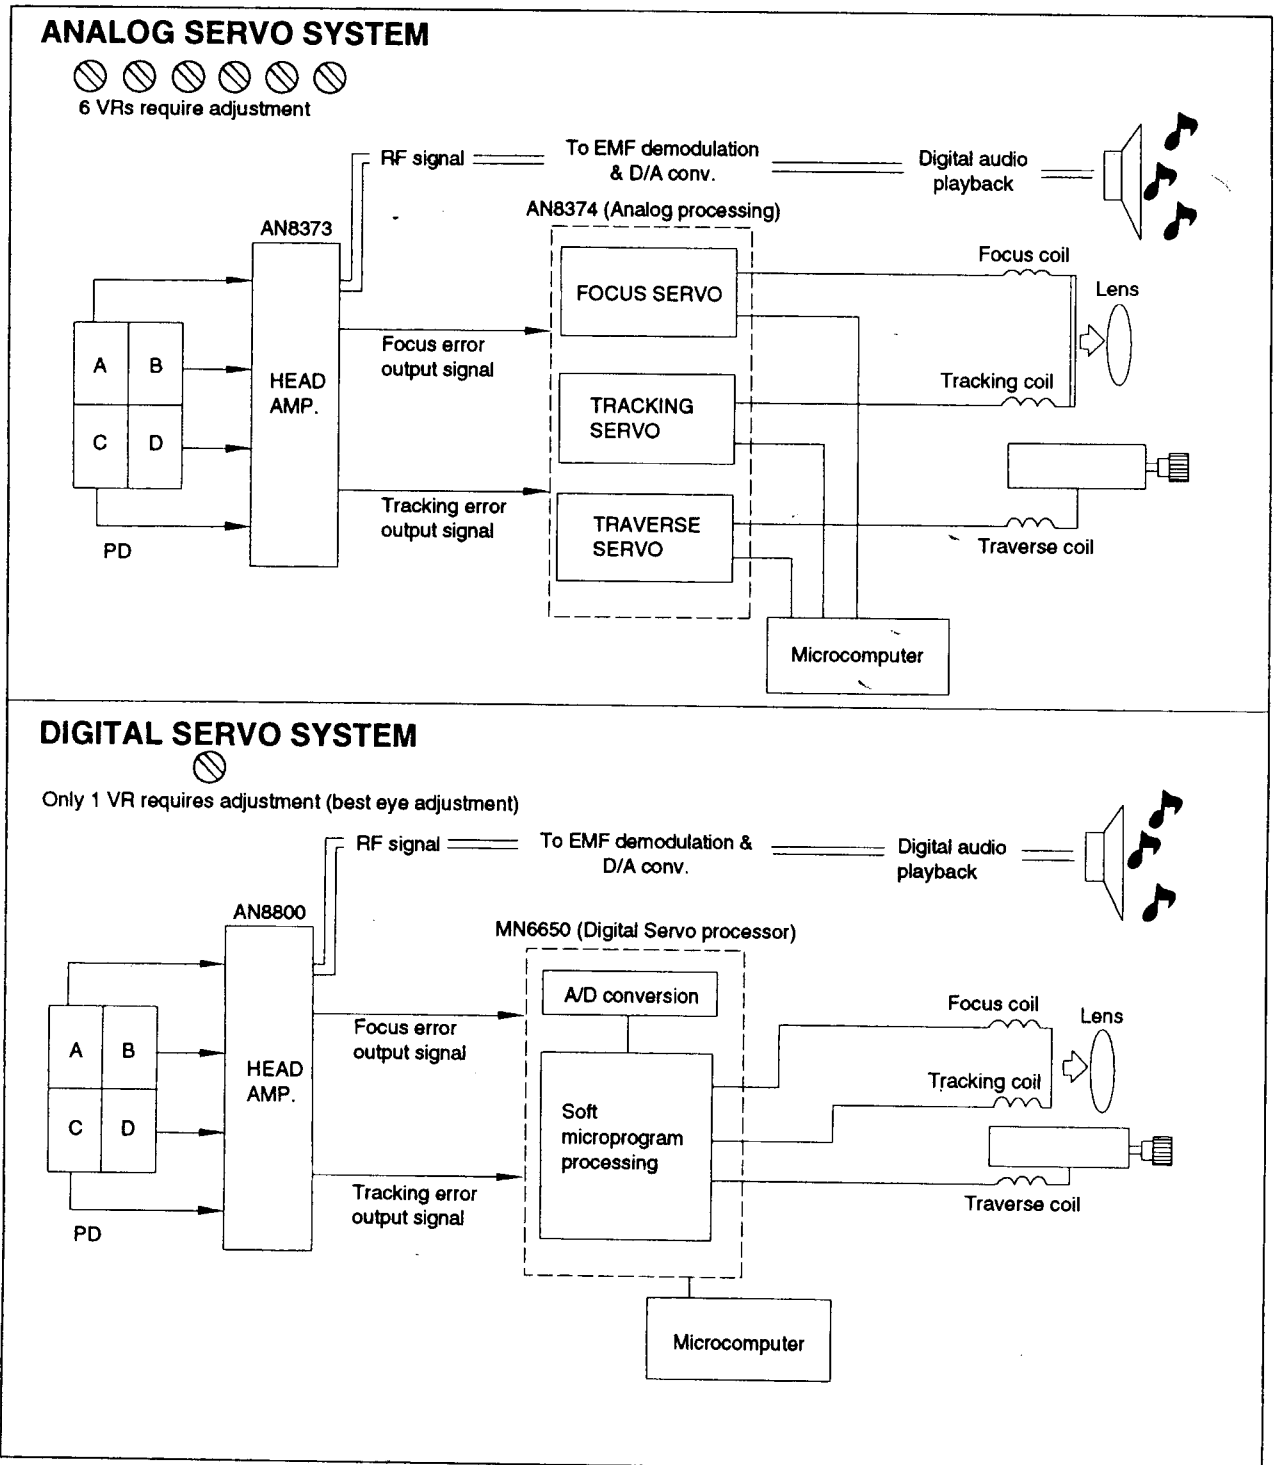 ANALOG SERVO SYSTEM
6 VRs require adjustment
RF signal
To EMF demodulation
& D/A conv.
Digital audio
playback
AN8373
AN8374 (Analog processing)
FOCUS SERVO
Focus coil
Lens
A
B
C
D
PD
HEAD
AMP.
Focus error
output signal
TRACKING
SERVO
Tracking coil
Tracking error
output signal
TRAVERSE
SERVO
Traverse coil
Microcomputer
DIGITAL SERVO SYSTEM
Only 1 VR requires adjustment (best eye adjustment)
RF signal
To EMF demodulation &
D/A conv.
Digital audio
playback
AN8800
MN6650 (Digital Servo processor)
A/D conversion
Focus coil
Lens
A
B
C
D
PD
HEAD
AMP.
Focus error
output signal
Soft
microprogram
processing
Tracking coil
Tracking error
output signal
Traverse coil
Microcomputer